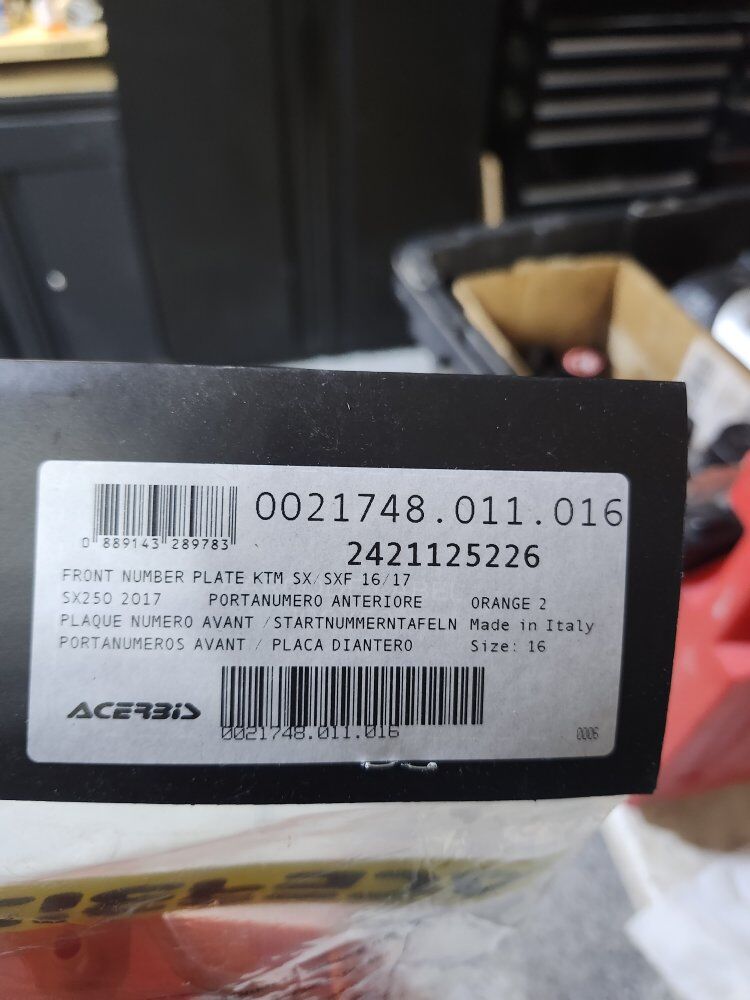 0021748.011.016
0 889143 289783
2421125226
FRONT NUMBER PLATE KTM SX/SXF 16/17
SX250 2017 PORTANUMERO ANTERIORE ORANGE 2
PLAQUE NUMERO AVANT /STARTNUMMERNTAFELN Made in Italy
PORTANUMEROS AVANT / PLACA DIANTERO Size: 16
ACERBIS
0021748.011.016
0006